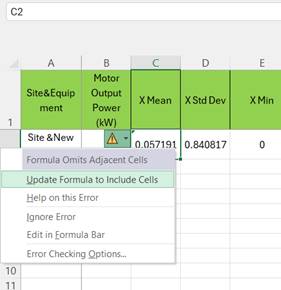 C2
A B C D E
Site&Equip
ment
Motor
Output
Power
(kW)
X Mean
X Std Dev
X Min
1
Site &New
0.057191 0.840817 0
Formula Omits Adjacent Cells
Update Formula to Include Cells
Help on this Error
Ignore Error
Edit in Formula Bar
Error Checking Options...
10
11